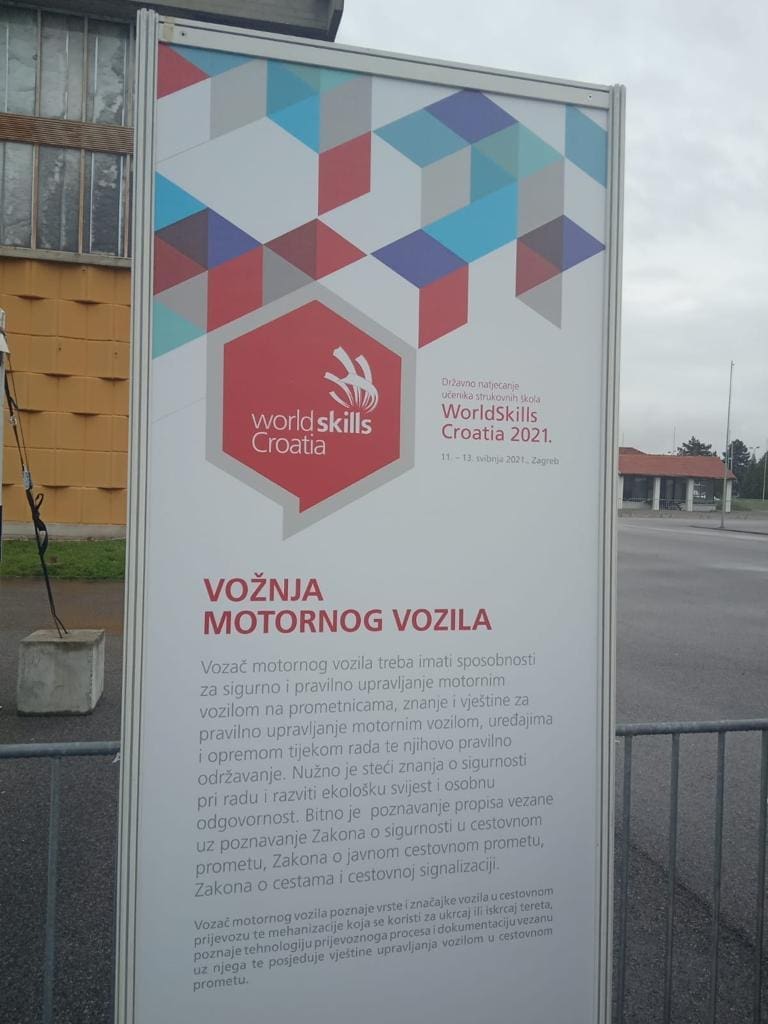 world skills
Croatia
Državno natjecanje
učenika strukovnih škola
WorldSkills
Croatia 2021.
11. – 13. svibnja 2021., Zagreb
VOŽNJA
MOTORNOG VOZILA
Vozač motornog vozila treba imati sposobnosti
za sigurno i pravilno upravljanje motornim
vozilom na prometnicama, znanje i vještine za
pravilno upravljanje motornim vozilom, uređajima
i opremom tijekom rada te njihovo pravilno
održavanje. Nužno je steći znanja o sigurnosti
pri radu i razviti ekološku svijest i osobnu
odgovornost. Bitno je poznavanje propisa vezane
uz poznavanje Zakona o sigurnosti u cestovnom
prometu, Zakona o javnom cestovnom prometu,
Zakona o cestama i cestovnoj signalizaciji.
Vozač motornog vozila poznaje vrste i značajke vozila u cestovnom
prijevozu te mehanizacije koja se koristi za ukrcaj ili iskrcaj tereta,
poznaje tehnologiju prijevoznoga procesa i dokumentaciju vezanu
uz njega te posjeduje vještine upravljanja vozilom u cestovnom
prometu.